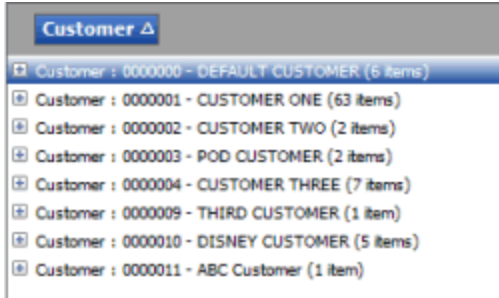 Customer
Customer : 0000000 - DEFAULT CUSTOMER (6 items)
Customer : 0000001 - CUSTOMER ONE (63 items)
Customer : 0000002 - CUSTOMER TWO (2 items)
Customer : 0000003 - POD CUSTOMER (2 items)
Customer : 0000004 - CUSTOMER THREE (7 items)
Customer : 0000009 - THIRD CUSTOMER (1 item)
Customer : 0000010 - DISNEY CUSTOMER (5 items)
Customer : 0000011 - ABC Customer (1 item)